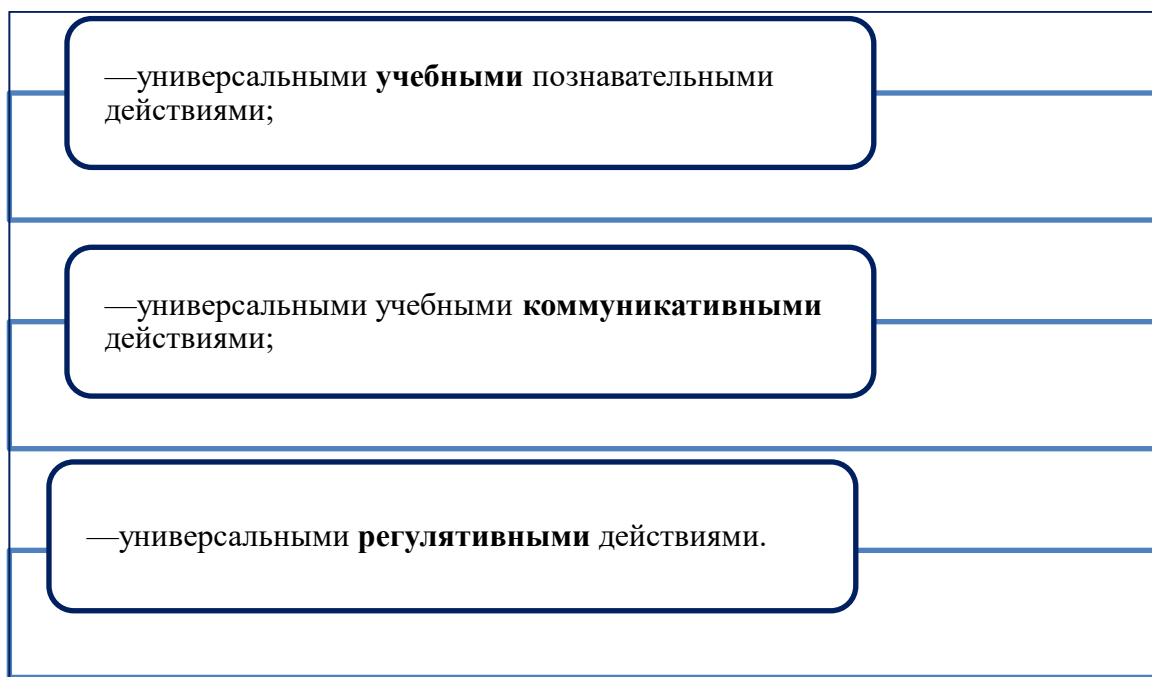 —универсальными учебными познавательными
действиями;
—универсальными учебными коммуникативными
действиями;
—универсальными регулятивными действиями.